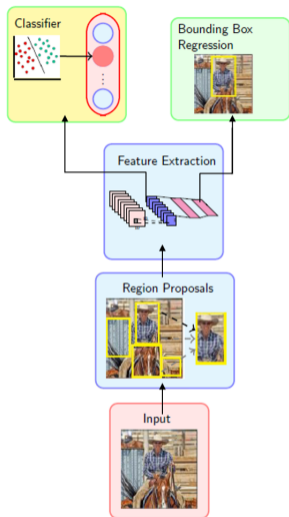 Classifier
Bounding Box
Regression
Feature Extraction
Region Proposals
Input